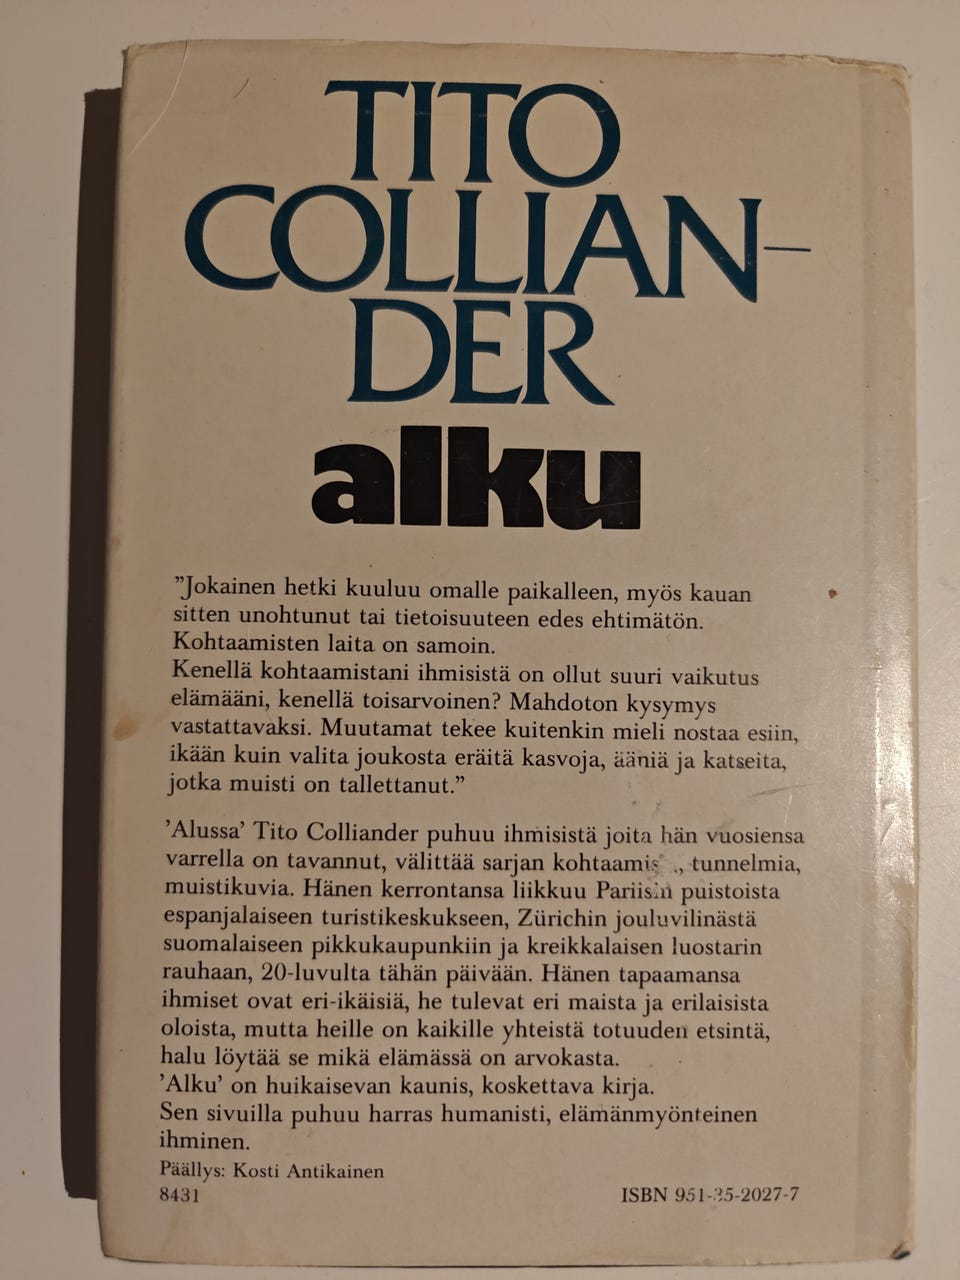 TITO
COLLIAN-
DER
alku
”Jokainen hetki kuuluu omalle paikalleen, myös kauan
sitten unohtunut tai tietoisuuteen edes ehtimätön.
Kohtaamisten laita on samoin.
Kenellä kohtaamistani ihmisistä on ollut suuri vaikutus
elämääni, kenellä toisarvoinen? Mahdoton kysymys
vastattavaksi. Muutamat tekee kuitenkin mieli nostaa esiin,
ikään kuin valita joukosta eräitä kasvoja, ääniä ja katseita,
jotka muisti on tallettanut.”
’Alussa’ Tito Colliander puhuu ihmisistä joita hän vuosiensa
varrella on tavannut, välittää sarjan tunnelmia,
muistikuvia. Hänen kerrontansa liikkuu Pariisin puistoista
espanjalaiseen turistikeskukseen, Zürichin jouluvilinästä
suomalaiseen pikkukaupunkiin ja kreikkalaisen luostarin
rauhaan, 20-luvulta tähän päivään. Hänen tapaamansa
ihmiset ovat eri-ikäisiä, he tulevat eri maista ja erilaisista
oloista, mutta heille on kaikille yhteistä totuuden etsintä,
halu löytää se mikä elämässä on arvokasta.
’Alku’ on huikaisevan kaunis, koskettava kirja.
Sen sivuilla puhuu harras humanisti, elämänmyönteinen
ihminen.
Päällys: Kosti Antikainen
8431 ISBN 951-35-2027-7